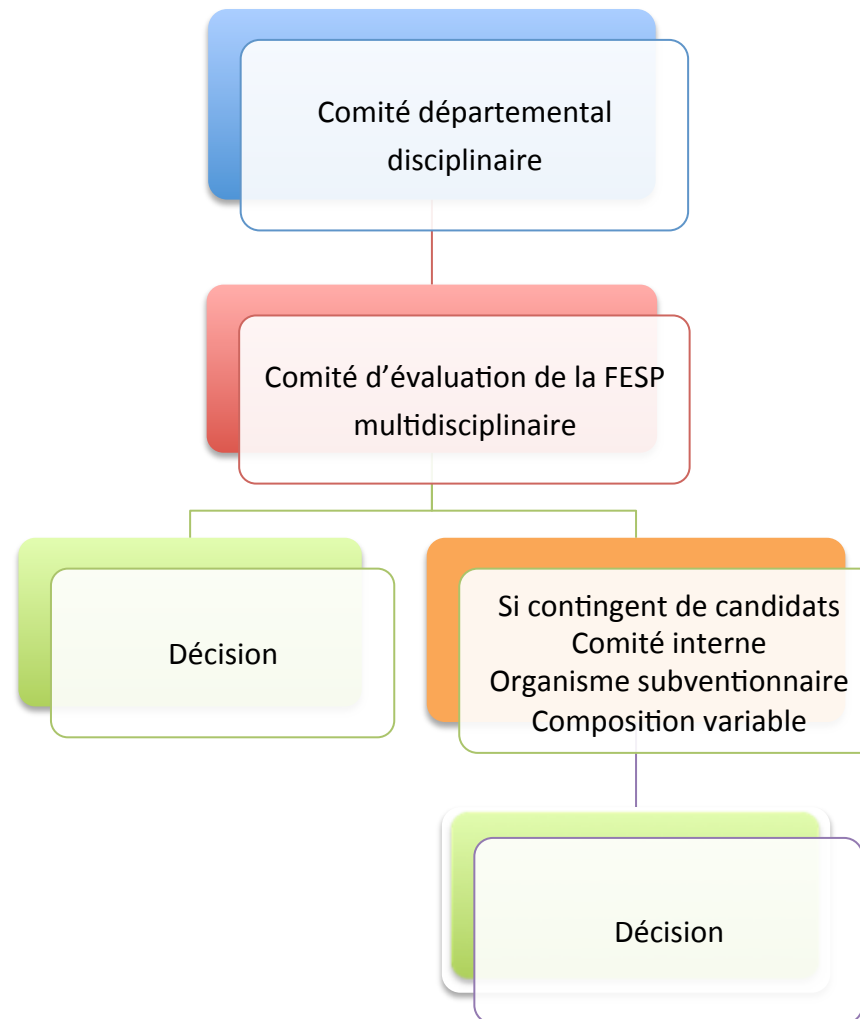 Comité départemental
disciplinaire
Comité d’évaluation de la FESP
multidisciplinaire
Décision
Si contingent de candidats
Comité interne
Organisme subventionnaire
Composition variable
Décision